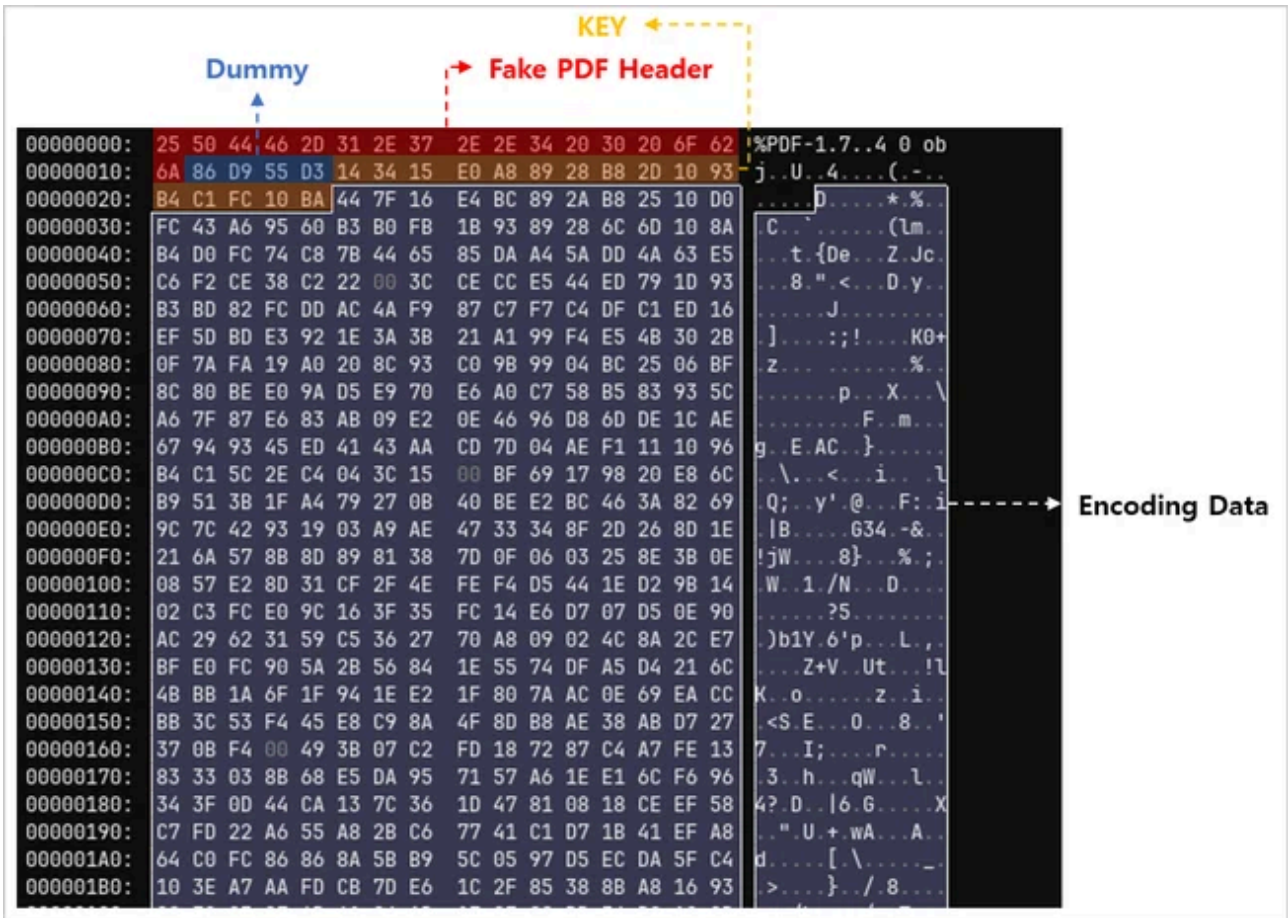 KEY
Dummy Fake PDF Header
00000000: 25 50 44 46 2D 31 2E 37 2E 2E 34 20 30 20 6F 62 %PDF-1.7..4 0 ob
00000010: 6A 86 D9 55 D3 14 34 15 E0 A8 89 28 B8 2D 10 93 j..U..4....(.-..
00000020: B4 C1 FC 10 BA 44 7F 16 E4 BC 89 2A B8 25 10 D0 .....D.....*.%..
00000030: FC 43 A6 95 60 B3 B0 FB 1B 93 89 28 6C 6D 10 8A .C..`......(lm..
00000040: B4 D0 FC 74 C8 7B 44 65 85 DA A4 5A DD 4A 63 E5 ...t.{De...Z.Jc.
00000050: C6 F2 CE 38 C2 22 00 3C CE CC E5 44 ED 79 1D 93 ...8.".<...D.y..
00000060: B3 BD 82 FC DD AC 4A F9 87 C7 F7 C4 DF C1 ED 16 ......J.........
00000070: EF 5D BD E3 92 1E 3A 3B 21 A1 99 F4 E5 4B 30 2B .]....:;!....K0+
00000080: 0F 7A FA 19 A0 20 8C 93 C0 9B 99 04 BC 25 06 BF .z... .......%..
00000090: 8C 80 BE E0 9A D5 E9 70 E6 A0 C7 58 B5 83 93 5C .......p...X...\
000000A0: A6 7F 87 E6 83 AB 09 E2 0E 46 96 D8 6D DE 1C AE .........F..m...
000000B0: 67 94 93 45 ED 41 43 AA CD 7D 04 AE F1 11 10 96 g..E.AC..}......
000000C0: B4 C1 5C 2E C4 04 3C 15 00 BF 69 17 98 20 E8 6C ..\...<...i.. .l
000000D0: B9 51 3B 1F A4 79 27 0B 40 BE E2 BC 46 3A 82 69 .Q;..y'.@...F:.i
Encoding Data
000000E0: 9C 7C 42 93 19 03 A9 AE 47 33 34 8F 2D 26 8D 1E .|B.....G34.-&..
000000F0: 21 6A 57 8B 8D 89 81 38 7D 0F 06 03 25 8E 3B 0E !jW....8}...%.;.
00000100: 08 57 E2 8D 31 CF 2F 4E FE F4 D5 44 1E D2 9B 14 .W..1./N...D....
00000110: 02 C3 FC E0 9C 16 3F 35 FC 14 E6 D7 07 D5 0E 90 ......?5........
00000120: AC 29 62 31 59 C5 36 27 70 A8 09 02 4C 8A 2C E7 .)b1Y.6'p...L.,.
00000130: BF E0 FC 90 5A 2B 56 84 1E 55 74 DF A5 D4 21 6C ....Z+V..Ut...!l
00000140: 4B BB 1A 6F 1F 94 1E E2 1F 80 7A AC 0E 69 EA CC K..o......z..i..
00000150: BB 3C 53 F4 45 E8 C9 8A 4F 8D B8 AE 38 AB D7 27 .<S.E...O...8..'
00000160: 37 0B F4 00 49 3B 07 C2 FD 18 72 87 C4 A7 FE 13 7...I;....r.....
00000170: 83 33 03 8B 68 E5 DA 95 71 57 A6 1E E1 6C F6 96 .3..h...qW...l..
00000180: 34 3F 0D 44 CA 13 7C 36 1D 47 81 08 18 CE EF 58 4?.D..|6.G.....X
00000190: C7 FD 22 A6 55 A8 2B C6 77 41 C1 D7 1B 41 EF A8 ..".U.+.wA...A..
000001A0: 64 C0 FC 86 86 8A 5B B9 5C 05 97 D5 EC DA 5F C4 d.....[.\....._.
000001B0: 10 3E A7 AA FD CB 7D E6 1C 2F 85 38 8B A8 16 93 .>....}../.8....